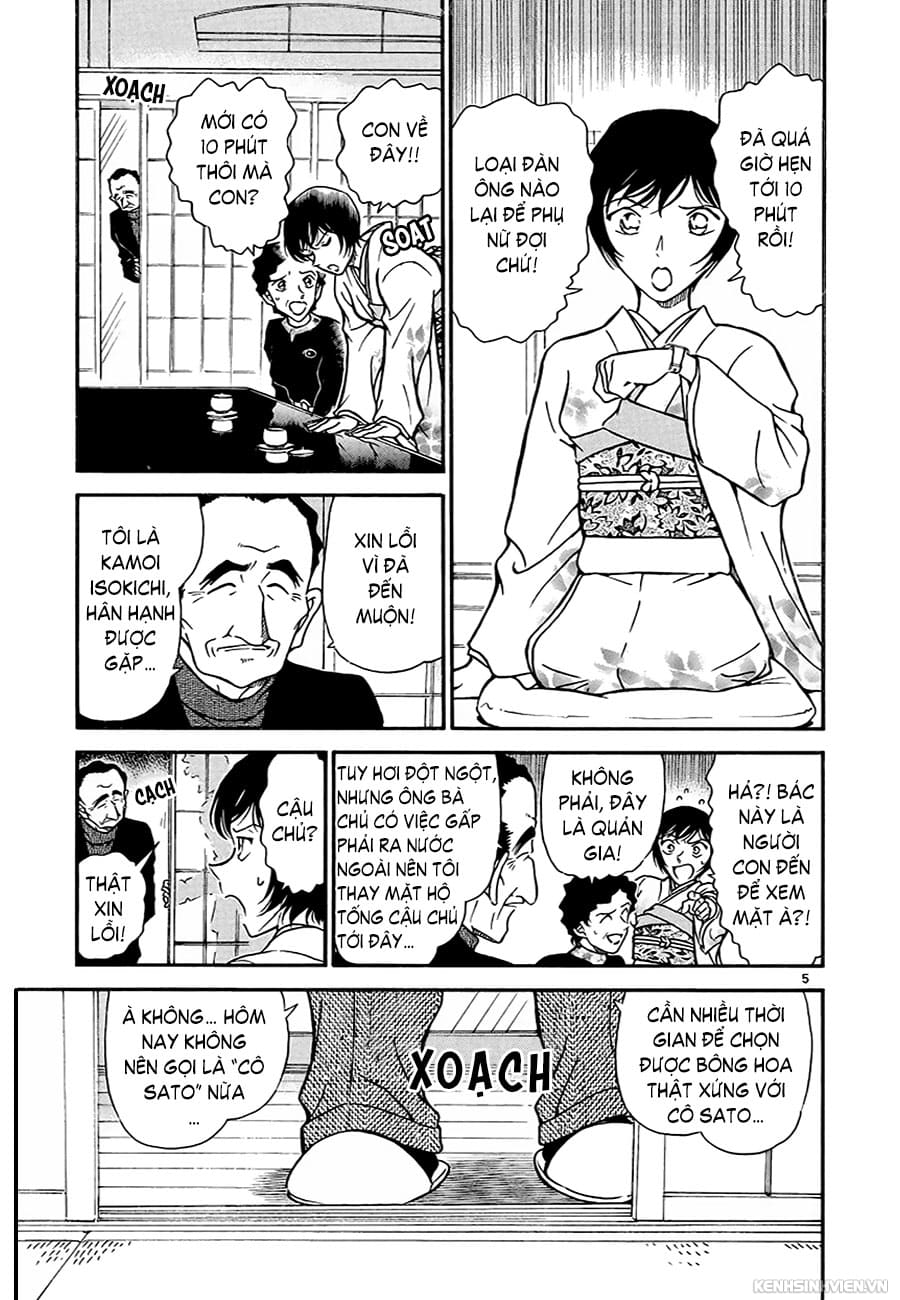 ĐÃ QUÁ
GIỜ HẸN
TỚI 10
PHÚT
RỒI!
LOẠI ĐÀN
ÔNG NÀO
LẠI ĐỂ PHỤ
NỮ ĐỢI
CHỨ!
CON VỀ
ĐÂY!!
SOẠT
MỚI CÓ
10 PHÚT
THÔI MÀ
CON?
XOẠCH
XIN LỖI
VÌ ĐÃ
ĐẾN
MUỘN!
TÔI LÀ
KAMOI
ISOKICHI,
HÂN HẠNH
ĐƯỢC
GẶP...
HẢ?! BÁC
NÀY LÀ
NGƯỜI
CON ĐẾN
ĐỂ XEM
MẶT À?!
KHÔNG
PHẢI, ĐÂY
LÀ QUẢN
GIA!
TUY HƠI ĐỘT NGỘT,
NHƯNG ÔNG BÀ
CHỦ CÓ VIỆC GẤP
PHẢI RA NƯỚC
NGOÀI NÊN TÔI
THAY MẶT HỌ
TỐNG CẬU CHỦ
TỚI ĐÂY...
CẬU
CHỦ?
CẠCH
THẬT
XIN
LỖI!
5
CẦN NHIỀU THỜI
GIAN ĐỂ CHỌN
ĐƯỢC BÔNG HOA
THẬT XỨNG VỚI
CÔ SATO...
XOẠCH
À KHÔNG... HÔM
NAY KHÔNG
NÊN GỌI LÀ "CÔ
SATO" NỮA
...
KENHSINHVIEN.VN